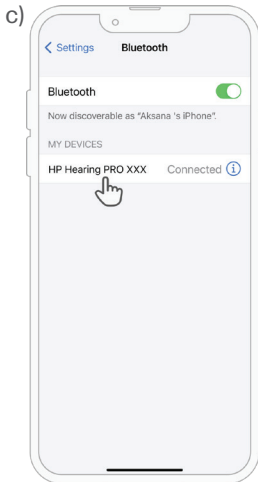 c)
Settings Bluetooth
Bluetooth
Now discoverable as “Aksana 's iPhone”.
MY DEVICES
HP Hearing PRO XXX Connected i